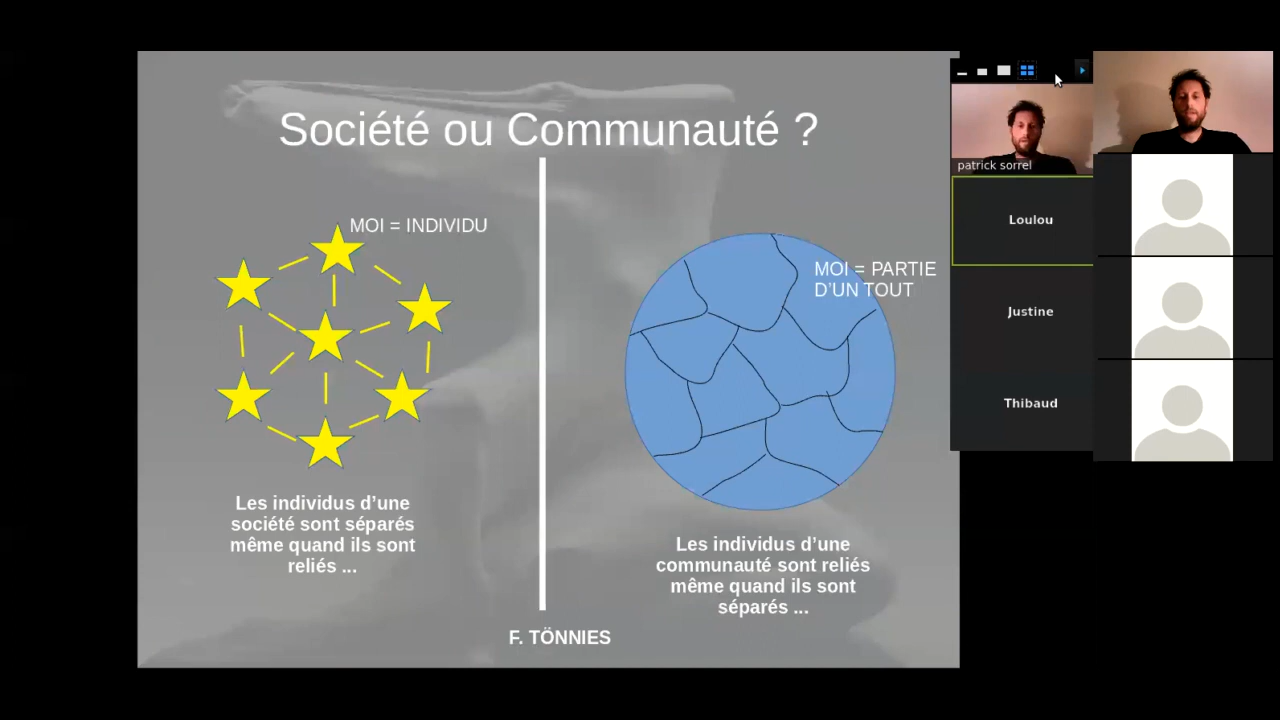 Société ou Communauté ?
MOI = INDIVIDU
MOI = PARTIE
D'UN TOUT
Les individus d’une
société sont séparés
même quand ils sont
reliés ...
Les individus d’une
communauté sont reliés
même quand ils sont
séparés ...
F. TÖNNIES
patrick sorrel
Loulou
Justine
Thibaud